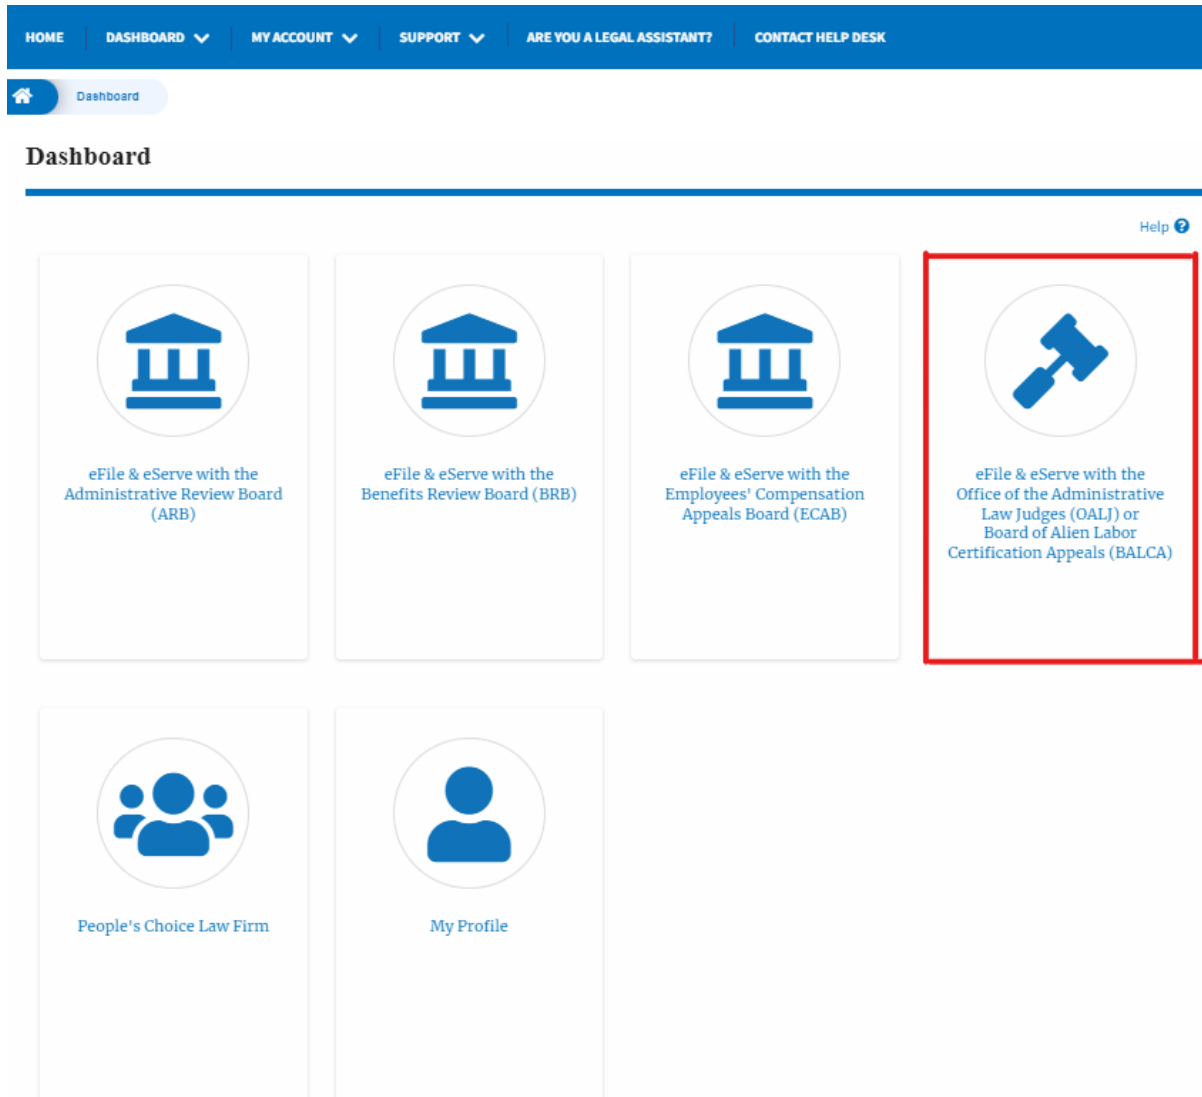 HOME
DASHBOARD
MY ACCOUNT
SUPPORT
ARE YOU A LEGAL ASSISTANT?
CONTACT HELP DESK
Dashboard
Dashboard
Help ?
eFile & eServe with the
Administrative Review Board
(ARB)
eFile & eServe with the
Benefits Review Board (BRB)
eFile & eServe with the
Employees' Compensation
Appeals Board (ECAB)
eFile & eServe with the
Office of the Administrative
Law Judges (OALJ) or
Board of Alien Labor
Certification Appeals (BALCA)
People's Choice Law Firm
My Profile